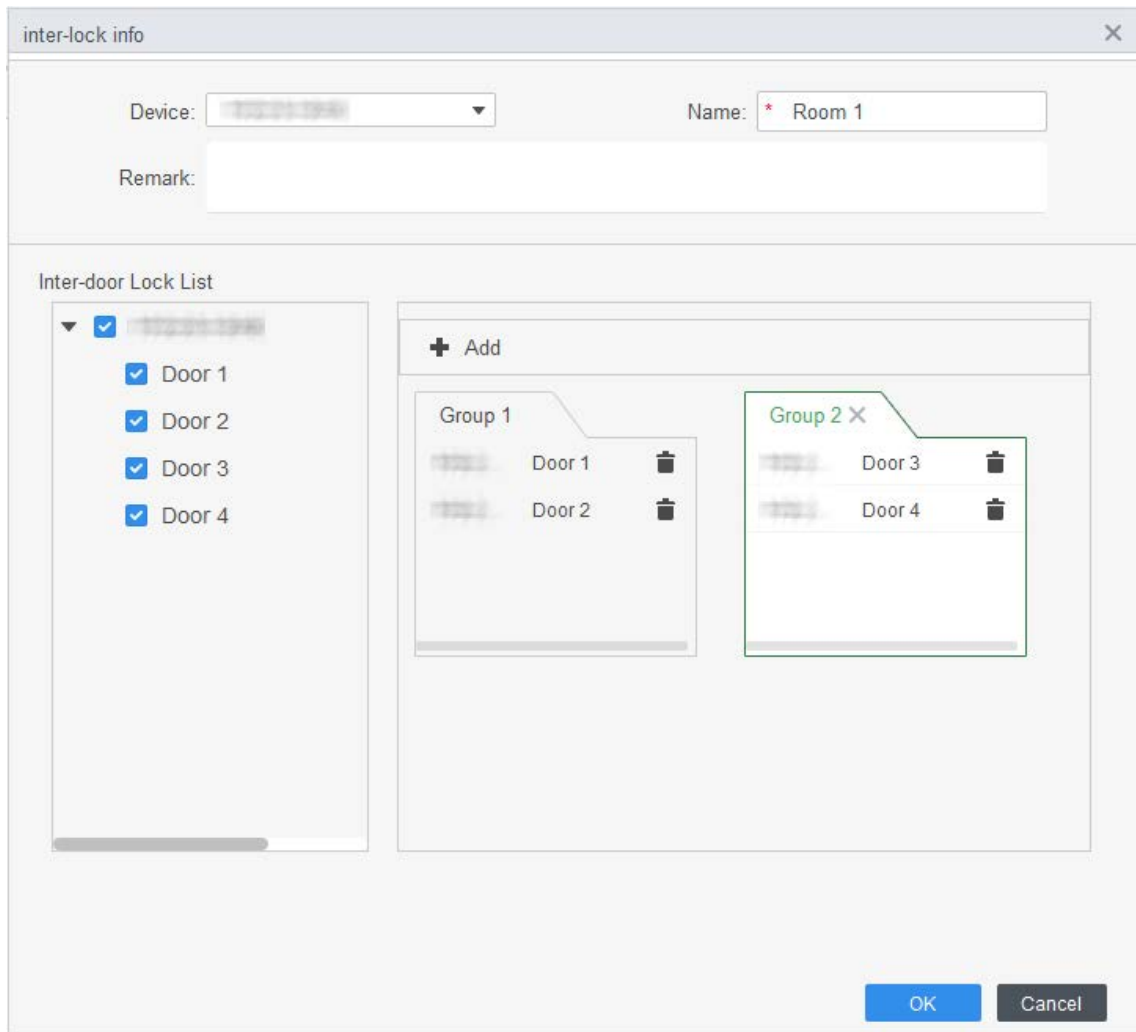 inter-lock info
Device:
Name: * Room 1
Remark:
Inter-door Lock List
Door 1
Door 2
Door 3
Door 4
Add
Group 1
Door 1
Door 2
Group 2
Door 3
Door 4
OK
Cancel